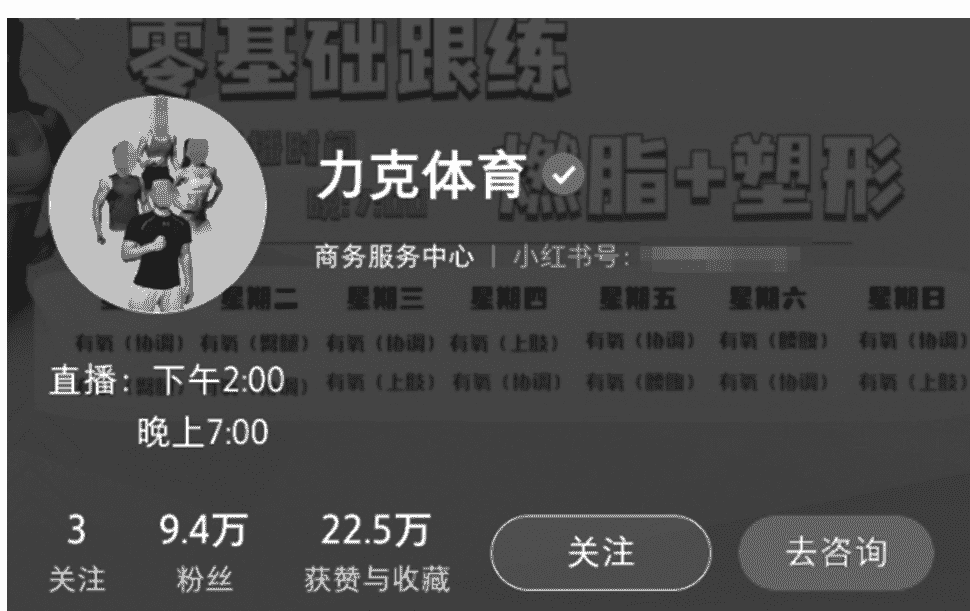 零基础跟练
播时间
力克体育
燃脂+塑形
晚7:00
商务服务中心 | 小红书号：
星期二 星期三 星期四 星期五 星期六 星期日
有氧（协调） 有氧（臀腿） 有氧（协调） 有氧（上肢） 有氧（协调） 有氧（腰腹） 有氧（协调）
有氧（上肢） 有氧（协调） 有氧（腰腹） 有氧（协调） 有氧（上肢）
直播：下午2:00
晚上7:00
3 9.4万 22.5万
关注 粉丝 获赞与收藏
关注
去咨询